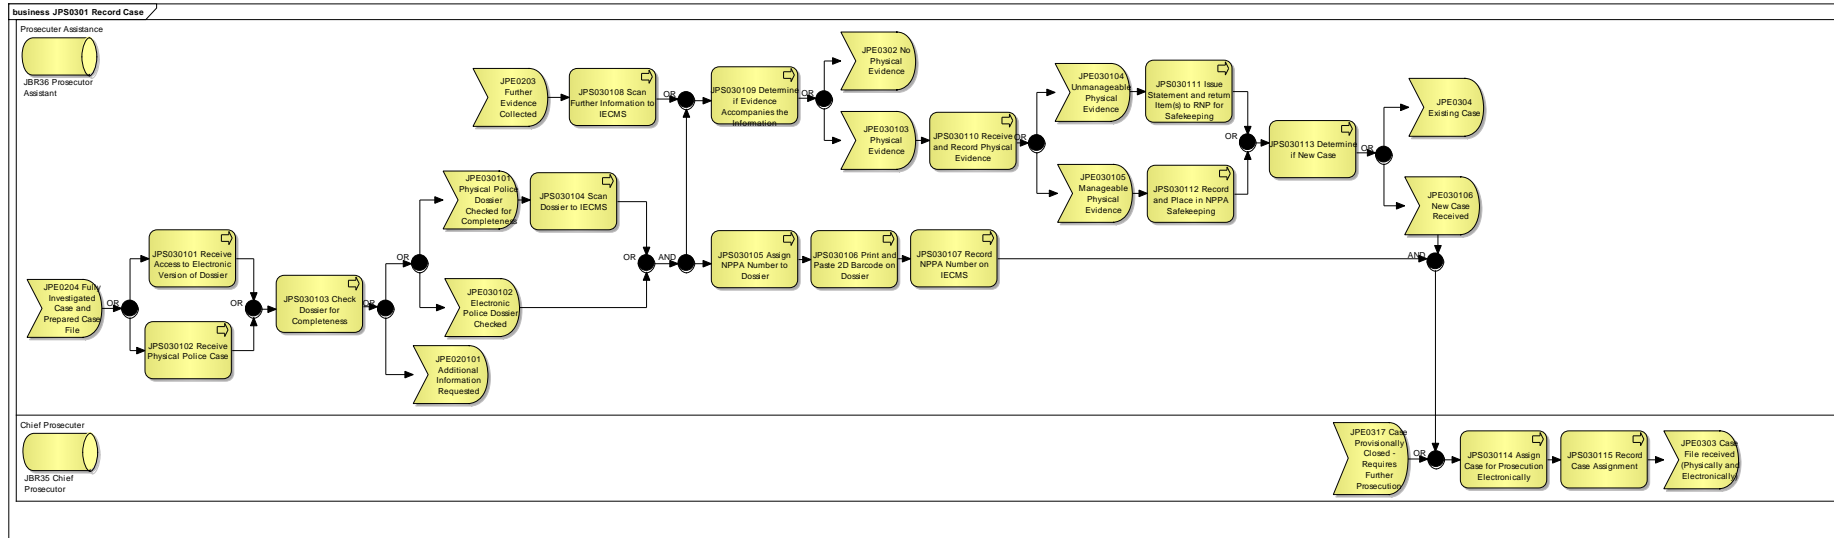 business JPS0301 Record Case
Prosecuter Assistance
JBR36 Prosecutor
Assistant
JPE0204 Fully
Investigated
Case and
Prepared Case
File
OR
JPS030101 Receive
Access to Electronic
Version of Dossier
JPS030102 Receive
Physical Police Case
OR
JPS030103 Check
Dossier for
Completeness
OR
OR
JPE030101
Physical Police
Dossier
Checked for
Completeness
JPE030102
Electronic
Police Dossier
Checked
JPE020101
Additional
Information
Requested
JPS030104 Scan
Dossier to IECMS
OR
AND
JPE0203
Further
Evidence
Collected
JPS030108 Scan
Further Information to
IECMS
OR
JPS030109 Determine
if Evidence
Accompanies the
Information
OR
JPE0302 No
Physical
Evidence
JPE030103
Physical
Evidence
JPS030110 Receive
and Record Physical
Evidence
OR
JPE030104
Unmanageable
Physical
Evidence
JPE030105
Manageable
Physical
Evidence
JPS030111 Issue
Statement and return
Item(s) to RNP for
Safekeeping
JPS030112 Record
and Place in NPPA
Safekeeping
OR
JPS030113 Determine
if New Case
OR
JPE0304
Existing Case
JPE030106
New Case
Received
JPS030105 Assign
NPPA Number to
Dossier
JPS030106 Print and
Paste 2D Barcode on
Dossier
JPS030107 Record
NPPA Number on
IECMS
AND
Chief Prosecuter
JBR35 Chief
Prosecutor
JPE0317 Case
Provisionally
Closed -
Requires
Further
Prosecution
OR
JPS030114 Assign
Case for Prosecution
Electronically
JPS030115 Record
Case Assignment
JPE0303 Case
File received
(Physically and
Electronically)